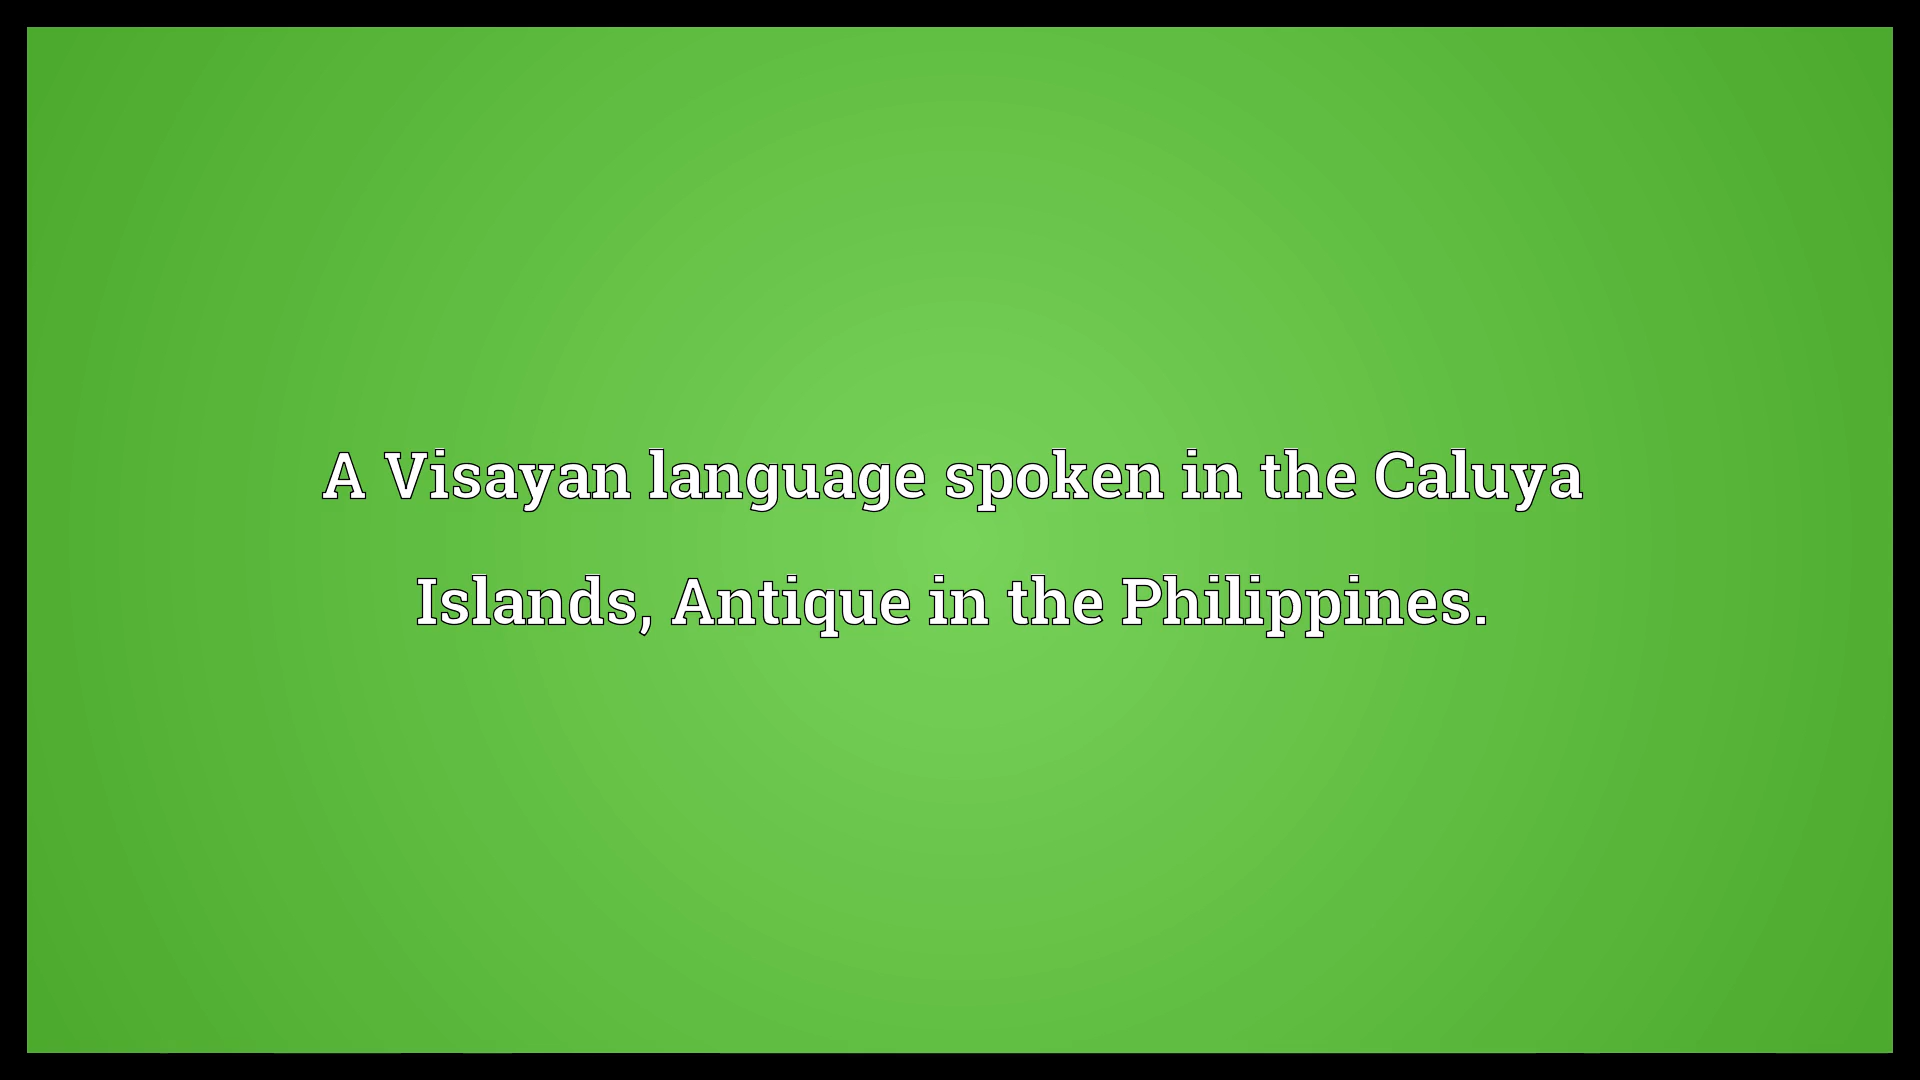 A Visayan language spoken in the Caluya
Islands, Antique in the Philippines.